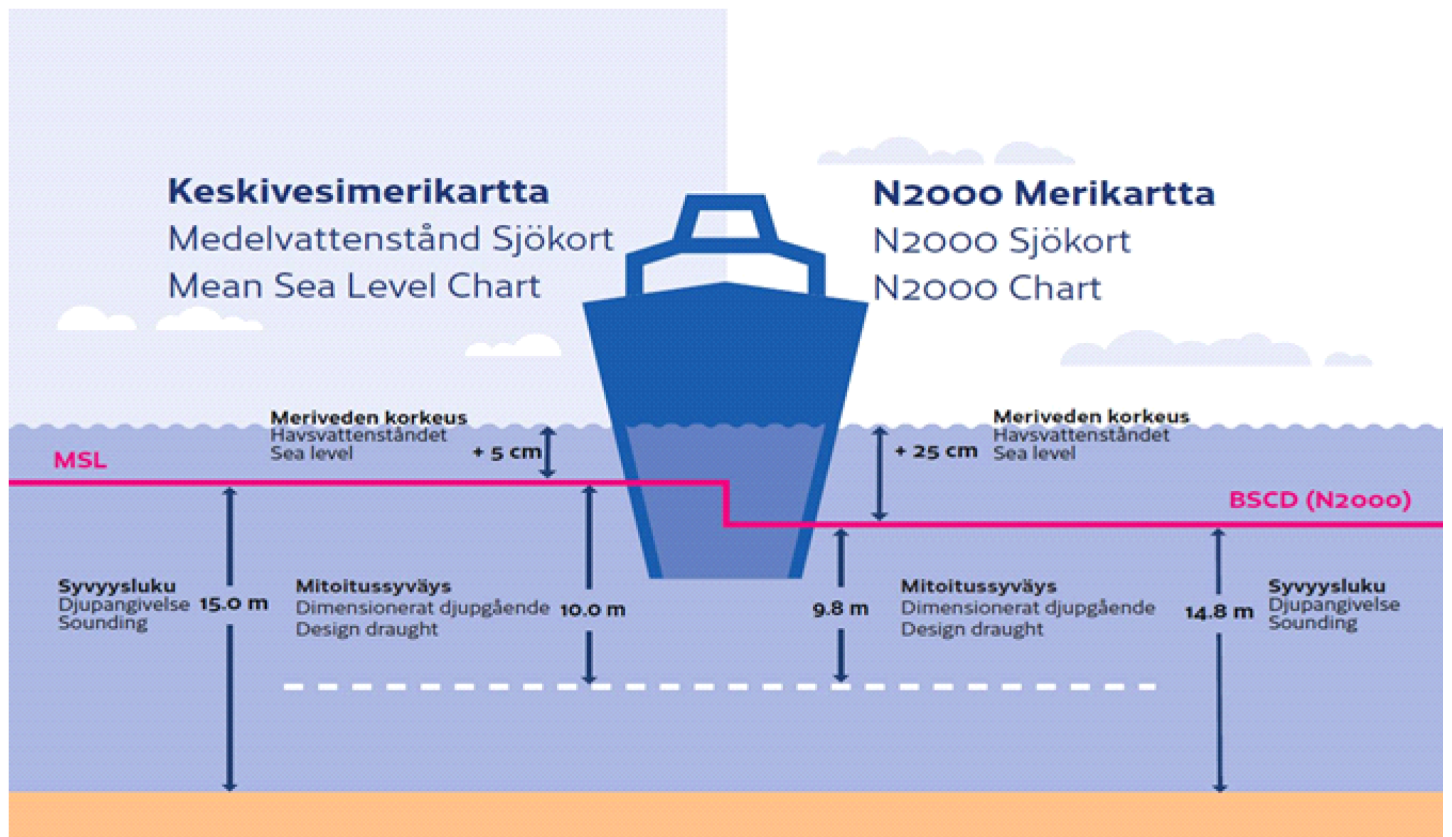 Keskivesimerikartta
Medelvattenstånd Sjökort
Mean Sea Level Chart
N2000 Merikartta
N2000 Sjökort
N2000 Chart
Meriveden korkeus
Havsvattenståndet
Sea level
+ 5 cm
+ 25 cm
Meriveden korkeus
Havsvattenståndet
Sea level
MSL
BSCD (N2000)
Syvyysluku
Djupangivelse
Sounding
15.0 m
Mitoitussyväys
Dimensionerat djupgående
Design draught
10.0 m
9.8 m
Mitoitussyväys
Dimensionerat djupgående
Design draught
14.8 m
Syvyysluku
Djupangivelse
Sounding